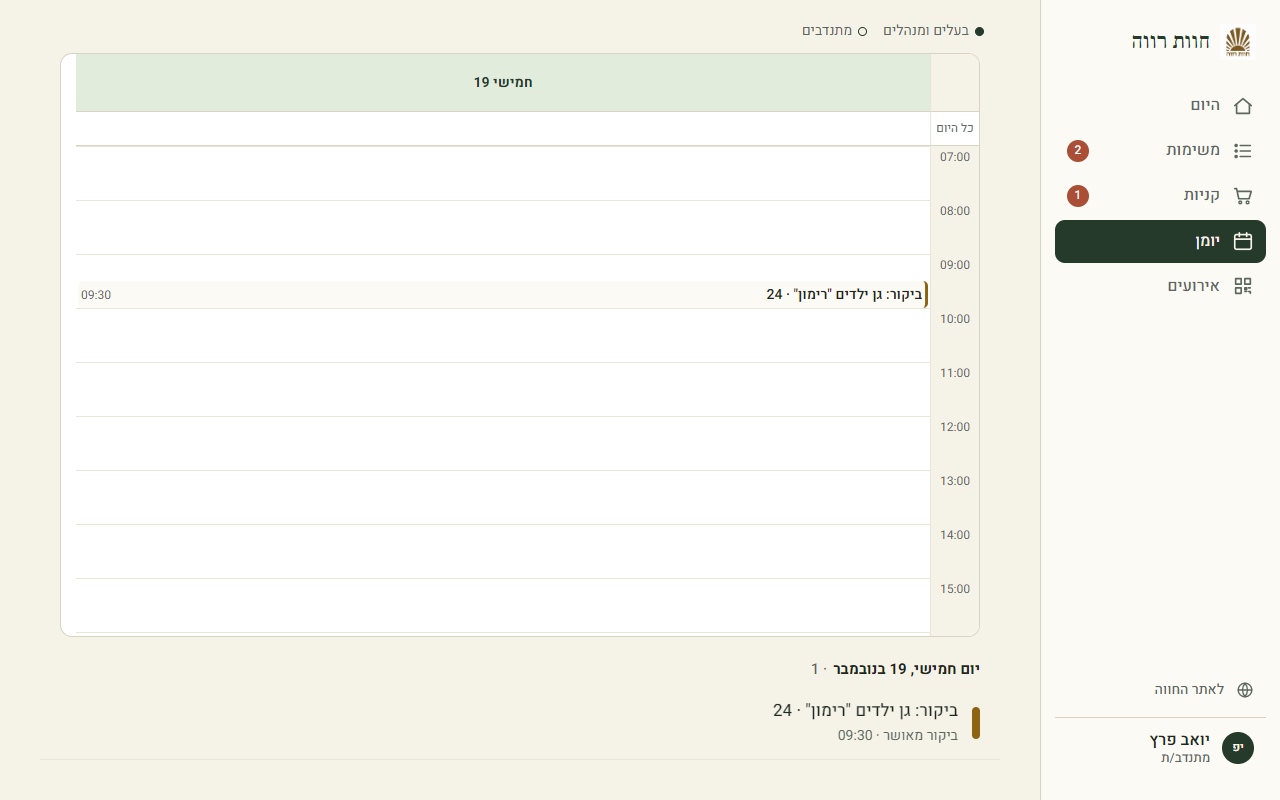 חוות רווה
היום
משימות
2
קניות
1
יומן
אירועים
לאתר החווה
יפ
יואב פרץ
מתנדב/ת
בעלים ומנהלים
מתנדבים
חמישי 19
כל היום
07:00
08:00
09:00
ביקור: גן ילדים "רימון" · 24
09:30
10:00
11:00
12:00
13:00
14:00
15:00
יום חמישי, 19 בנובמבר · 1
ביקור: גן ילדים "רימון" · 24
ביקור מאושר · 09:30